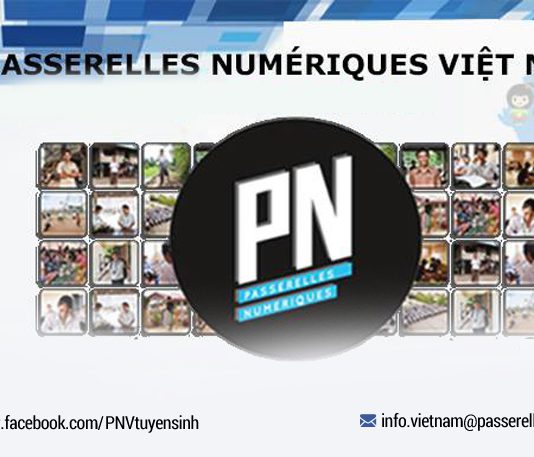 ASSERELLES NUMÉRIQUES VIỆT N
PN
PASSERELLES
NUMÉRIQUES
.facebook.com/PNVtuyensinh
info.vietnam@passerell